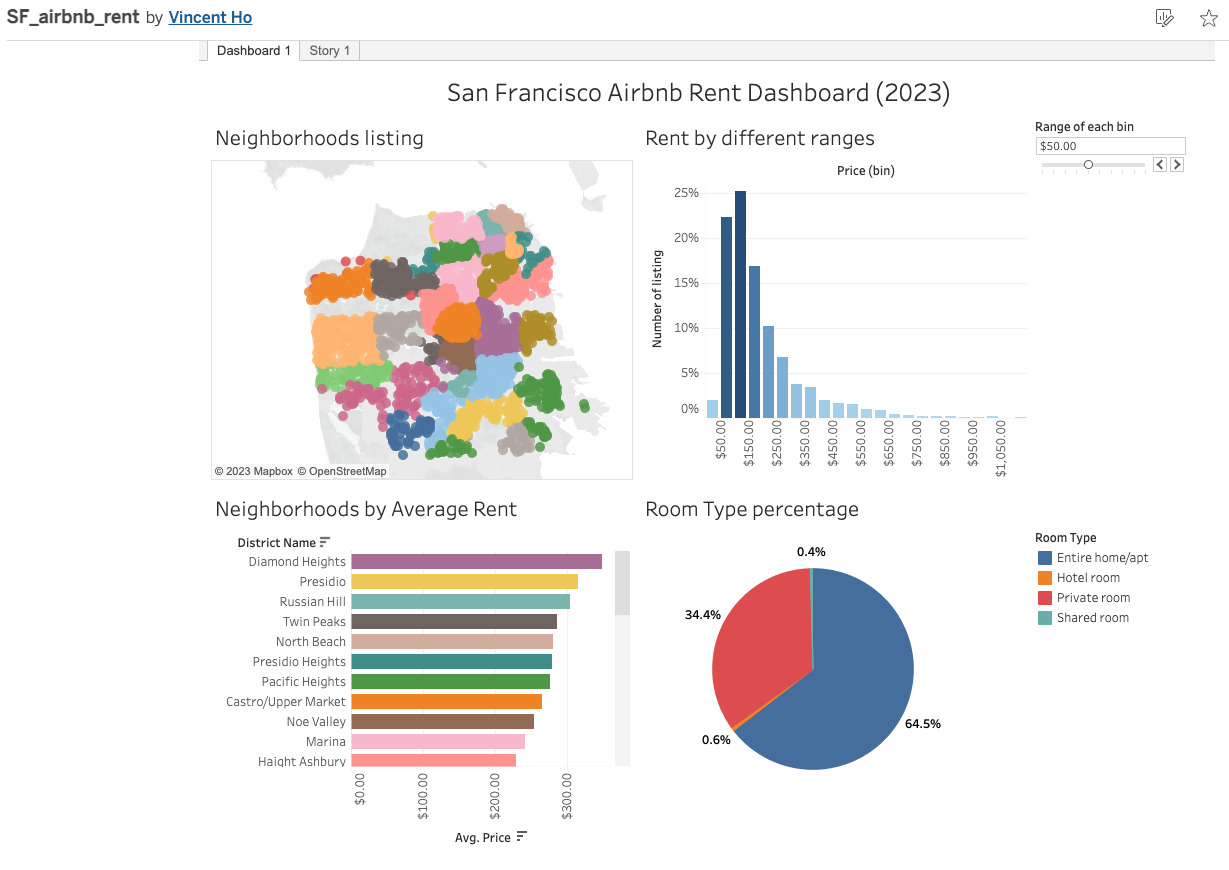 SF_airbnb_rent by Vincent Ho
Dashboard 1 Story 1
San Francisco Airbnb Rent Dashboard (2023)
Neighborhoods listing
© 2023 Mapbox © OpenStreetMap
Rent by different ranges
Price (bin)
Number of listing
25%
20%
15%
10%
5%
0%
$50.00
$150.00
$250.00
$350.00
$450.00
$550.00
$650.00
$750.00
$850.00
$950.00
$1,050.00
Range of each bin
$50.00
Neighborhoods by Average Rent
District Name
Diamond Heights
Presidio
Russian Hill
Twin Peaks
North Beach
Presidio Heights
Pacific Heights
Castro/Upper Market
Noe Valley
Marina
Haight Ashbury
$0.00
$100.00
$200.00
$300.00
Avg. Price
Room Type percentage
0.4%
34.4%
64.5%
0.6%
Room Type
Entire home/apt
Hotel room
Private room
Shared room